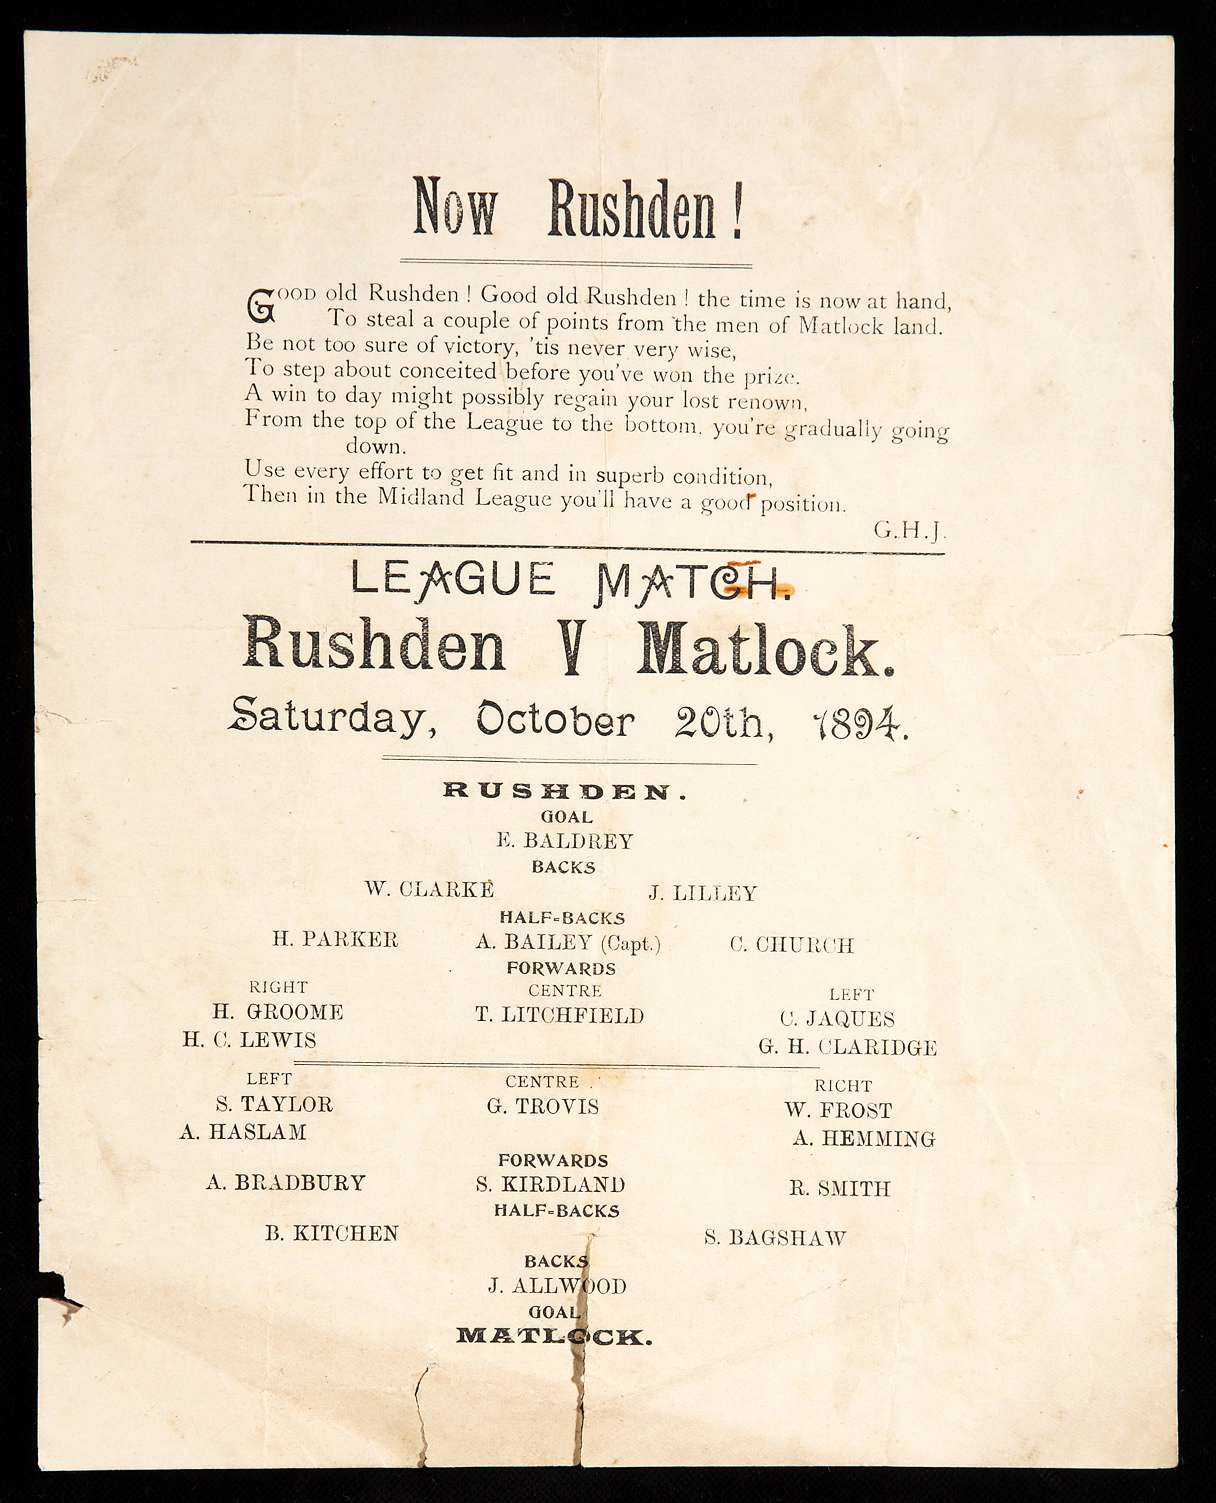 Now Rushden!
GOOD old Rushden! Good old Rushden! the time is now at hand,
To steal a couple of points from the men of Matlock land.
Be not too sure of victory, 'tis never very wise,
To step about conceited before you've won the prize.
A win to day might possibly regain your lost renown,
From the top of the League to the bottom, you're gradually going
down.
Use every effort to get fit and in superb condition,
Then in the Midland League you'll have a good position.
G.H.J.
LEAGUE MATCH.
Rushden V Matlock.
Saturday, October 20th, 1894.
RUSHDEN.
GOAL
E. BALDREY
BACKS
W. CLARKE J. LILLEY
HALF-BACKS
H. PARKER A. BAILEY (Capt.) C. CHURCH
FORWARDS
RIGHT CENTRE LEFT
H. GROOME T. LITCHFIELD C. JAQUES
H. C. LEWIS G. H. CLARIDGE
LEFT CENTRE RICHT
S. TAYLOR G. TROVIS W. FROST
A. HASLAM A. HEMMING
FORWARDS
A. BRADBURY S. KIRDLAND R. SMITH
HALF-BACKS
B. KITCHEN S. BAGSHAW
BACKS
J. ALLWOOD
GOAL
MATLOCK.